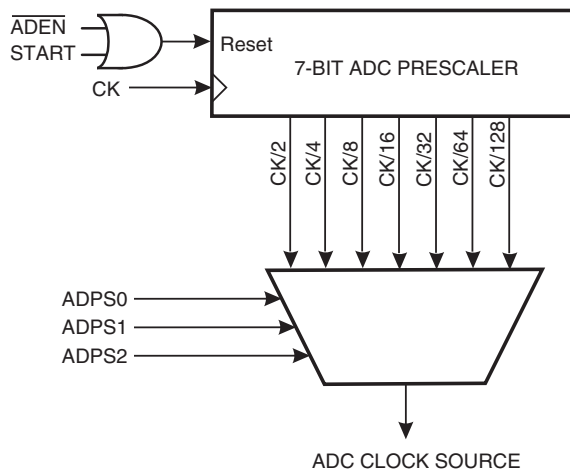 ADEN
START
Reset
7-BIT ADC PRESCALER
CK
CK/2
CK/4
CK/8
CK/16
CK/32
CK/64
CK/128
ADPS0
ADPS1
ADPS2
ADC CLOCK SOURCE